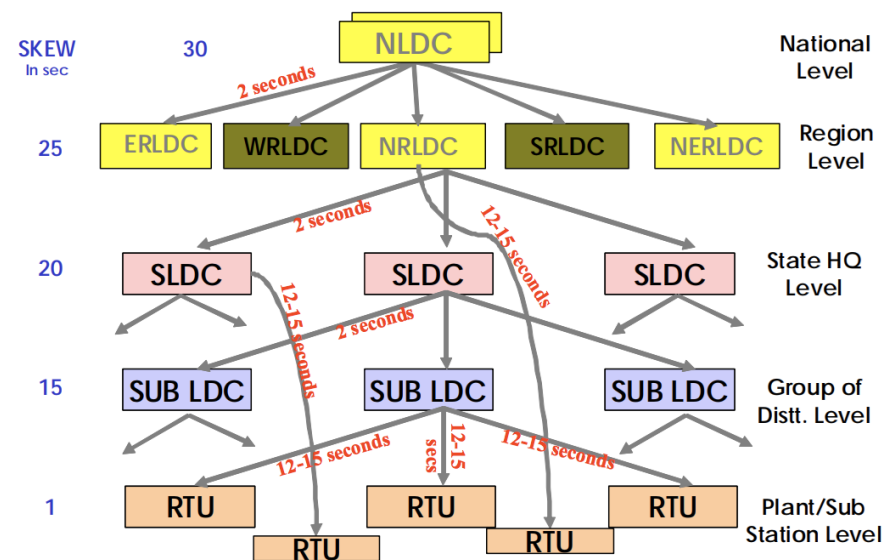 SKEW
In sec
30
NLDC
National
Level
2 seconds
25
ERLDC
WRLDC
NRLDC
SRLDC
NERLDC
Region
Level
2 seconds
12-15 seconds
20
SLDC
SLDC
SLDC
State HQ
Level
12-15 seconds
2 seconds
15
SUB LDC
SUB LDC
SUB LDC
Group of
Distt. Level
12-15 seconds
12-15
secs
12-15 seconds
1
RTU
RTU
RTU
Plant/Sub
Station Level
RTU
RTU